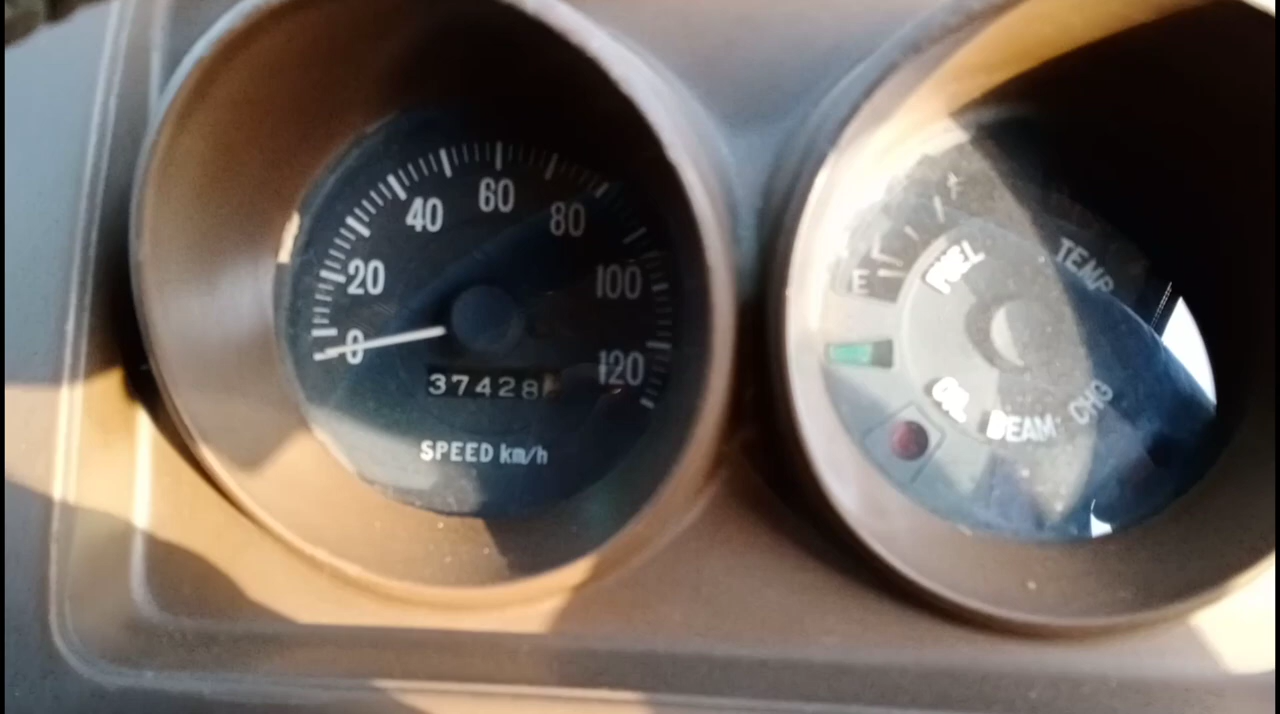 0
20
40
60
80
100
120
37428
SPEED km/h
FUEL
E
TEMP
OIL
BEAM
CHG